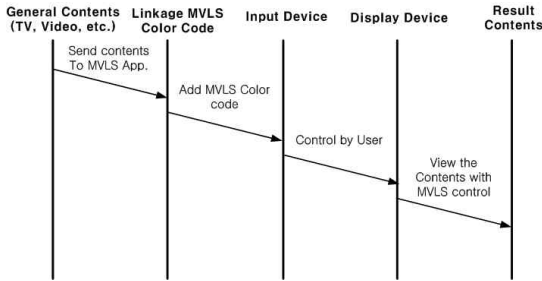 General Contents
(TV, Video, etc.)
Linkage MVLS
Color Code
Input Device
Display Device
Result
Contents
Send contents
To MVLS App.
Add MVLS Color
code
Control by User
View the
Contents with
MVLS control